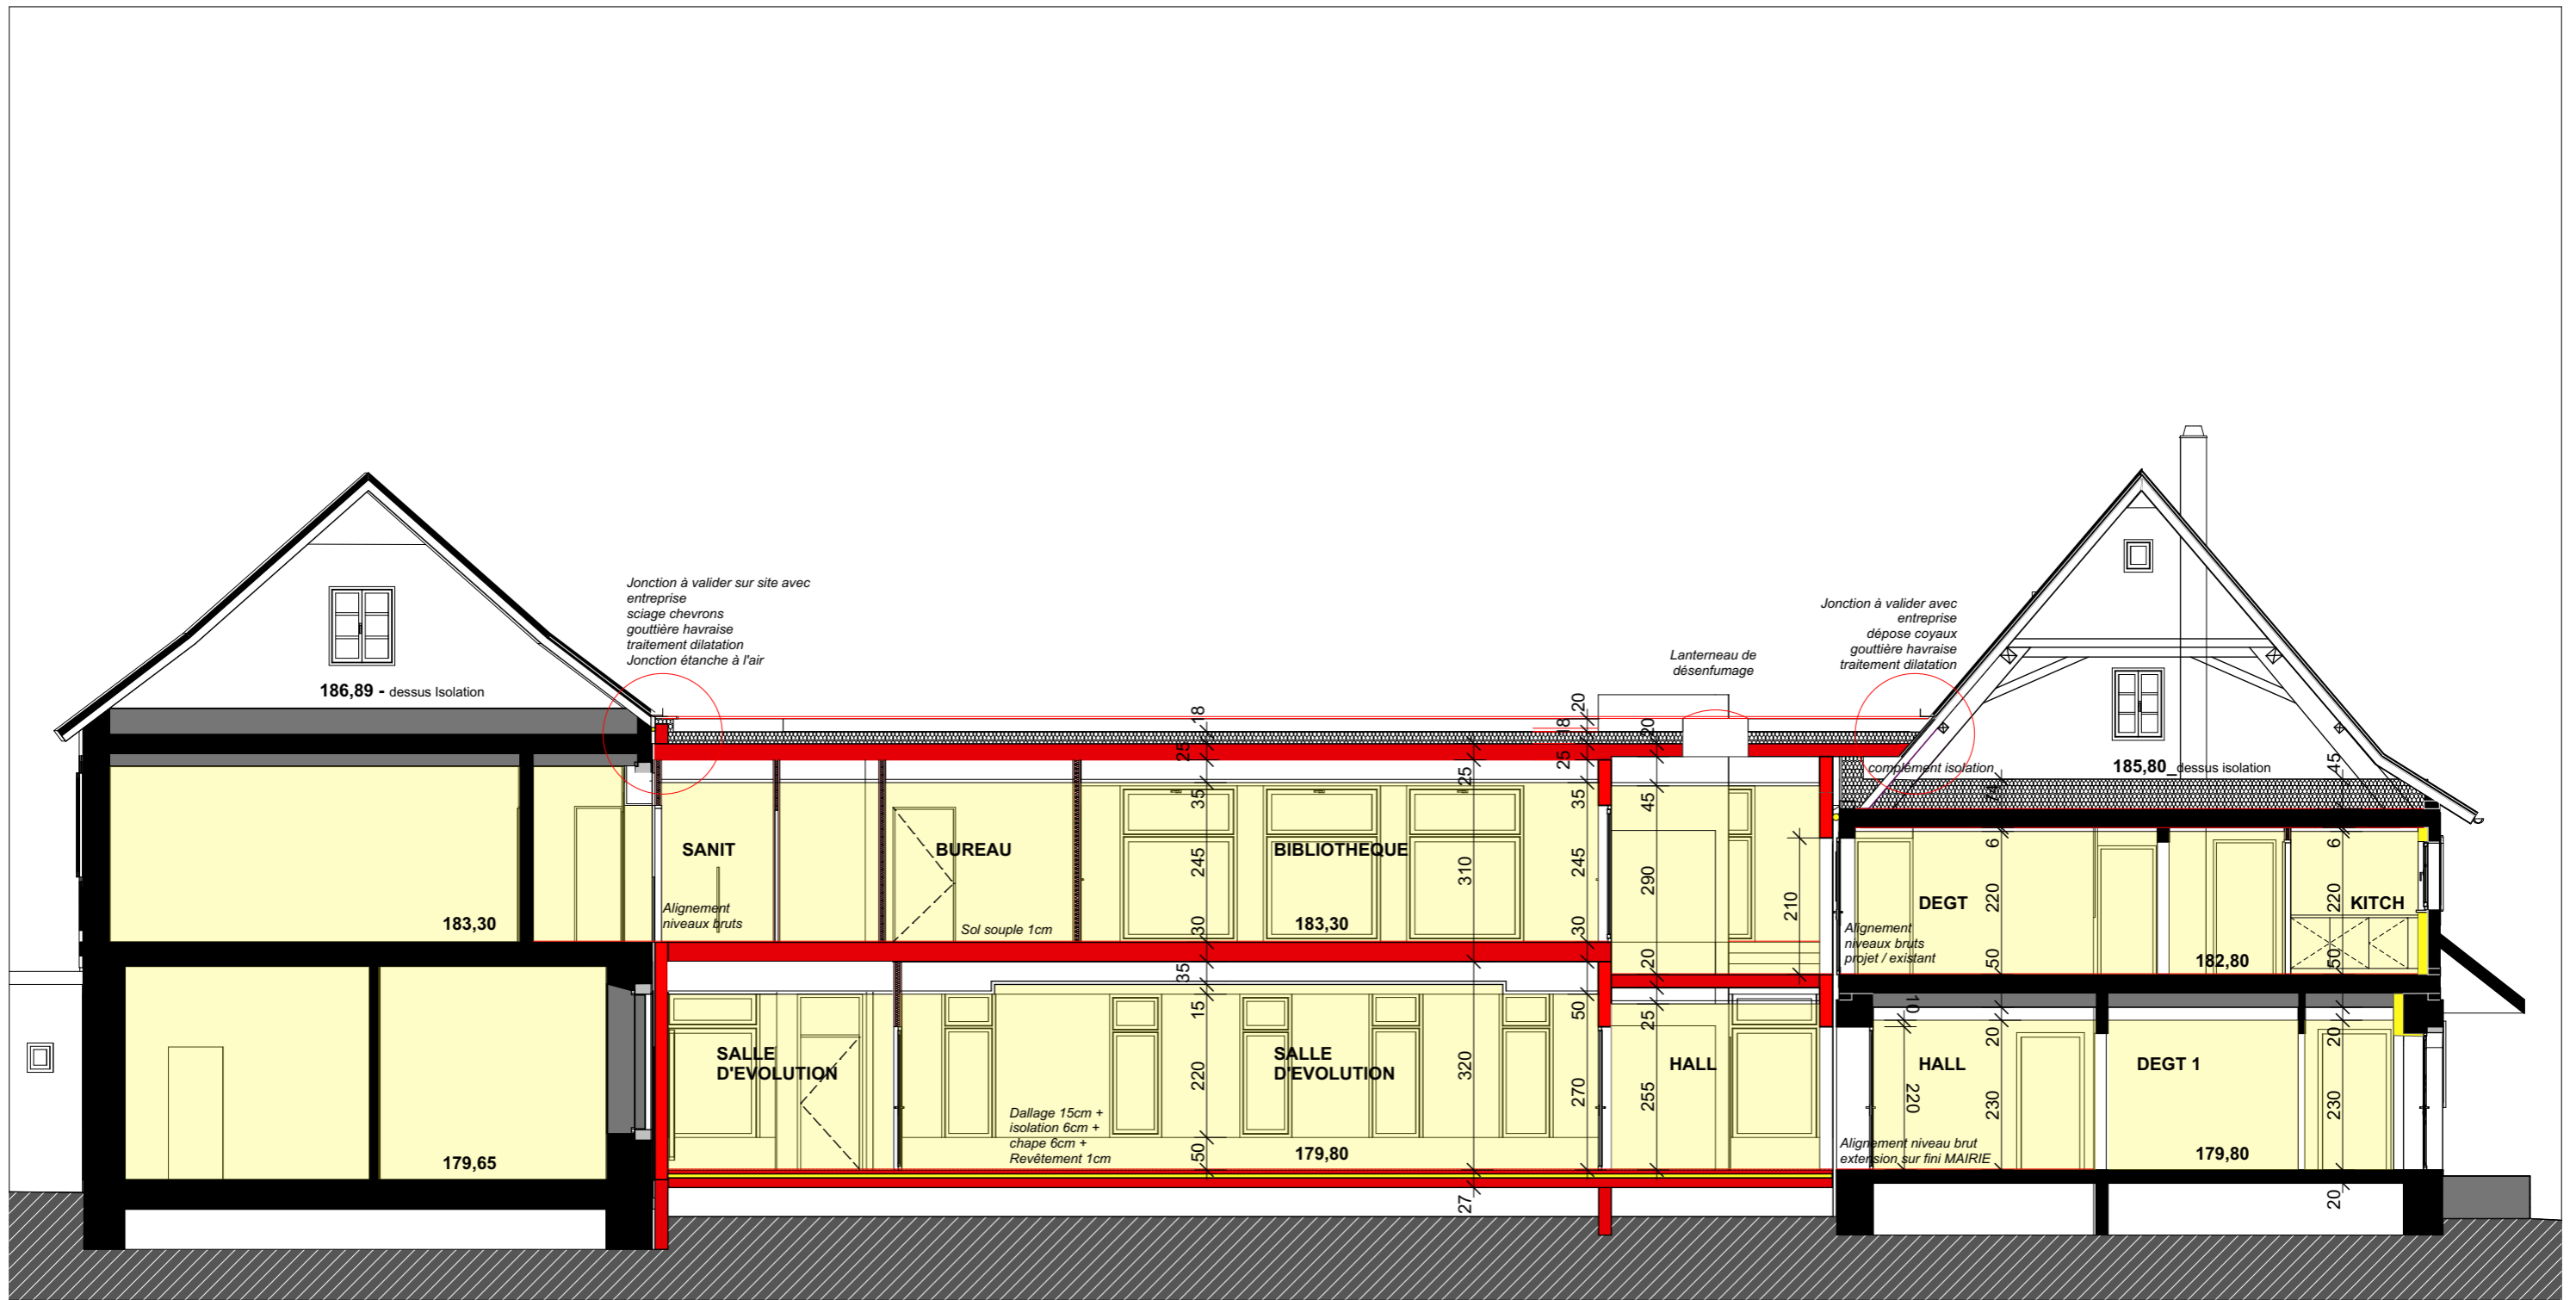 Jonction à valider sur site avec
entreprise
sciage chevrons
gouttière havraise
traitement dilatation
Jonction étanche à l'air
Jonction à valider avec
entreprise
dépose coyaux
gouttière havraise
traitement dilatation
Lanterneau de
désenfumage
186,89 - dessus Isolation
185,80_dessus isolation
complément isolation
18
20
18
20
25
25
25
35
35
45
45
74
SANIT
BUREAU
BIBLIOTHEQUE
245
310
245
290
210
6
220
6
220
DEGT
KITCH
183,30
Alignement
niveaux bruts
Sol souple 1cm
183,30
30
30
20
Alignement
niveaux bruts
projet / existant
50
182,80
50
35
15
50
25
10
20
20
SALLE
D'EVOLUTION
SALLE
D'EVOLUTION
HALL
HALL
DEGT 1
220
320
270
255
220
230
230
Dallage 15cm +
isolation 6cm +
chape 6cm +
Revêtement 1cm
179,65
50
179,80
Alignement niveau brut
extension sur fini MAIRIE
179,80
27
20